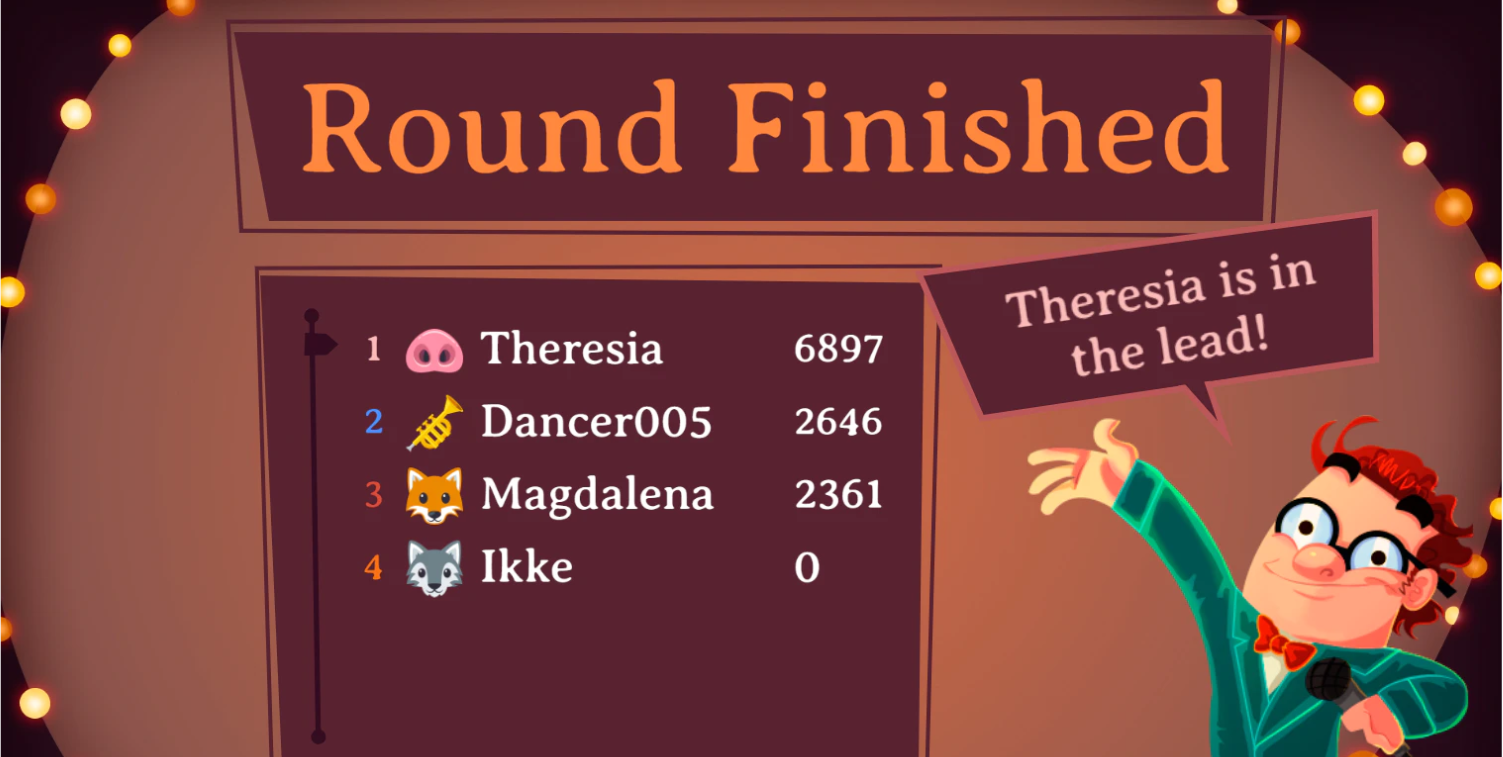 Round Finished
Theresia is in
the lead!
1 Theresia 6897
2 Dancer005 2646
3 Magdalena 2361
4 Ikke 0